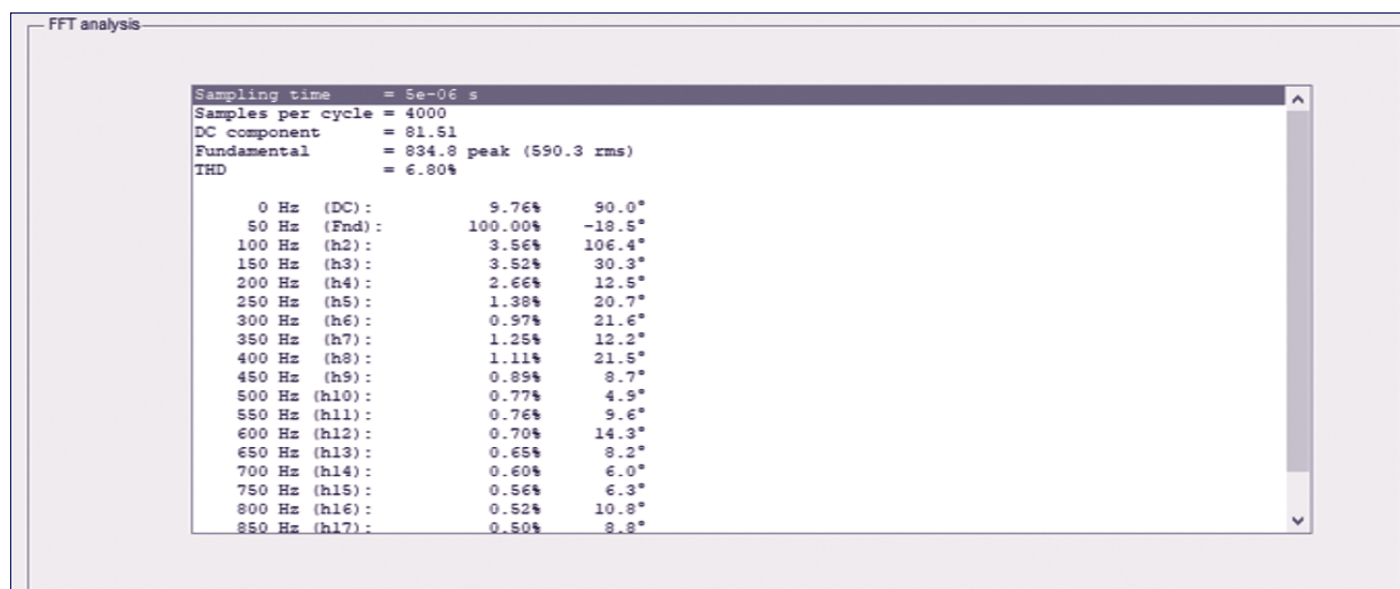 FFT analysis
Sampling time = 5e-06 s
Samples per cycle = 4000
DC component = 81.51
Fundamental = 834.8 peak (590.3 rms)
THD = 6.80%
0 Hz (DC): 9.76% 90.0°
50 Hz (Fnd): 100.00% -18.5°
100 Hz (h2): 3.56% 106.4°
150 Hz (h3): 3.52% 30.3°
200 Hz (h4): 2.66% 12.5°
250 Hz (h5): 1.38% 20.7°
300 Hz (h6): 0.97% 21.6°
350 Hz (h7): 1.25% 12.2°
400 Hz (h8): 1.11% 21.5°
450 Hz (h9): 0.89% 8.7°
500 Hz (h10): 0.77% 4.9°
550 Hz (h11): 0.76% 9.6°
600 Hz (h12): 0.70% 14.3°
650 Hz (h13): 0.65% 8.2°
700 Hz (h14): 0.60% 6.0°
750 Hz (h15): 0.56% 6.3°
800 Hz (h16): 0.52% 10.8°
850 Hz (h17): 0.50% 8.8°